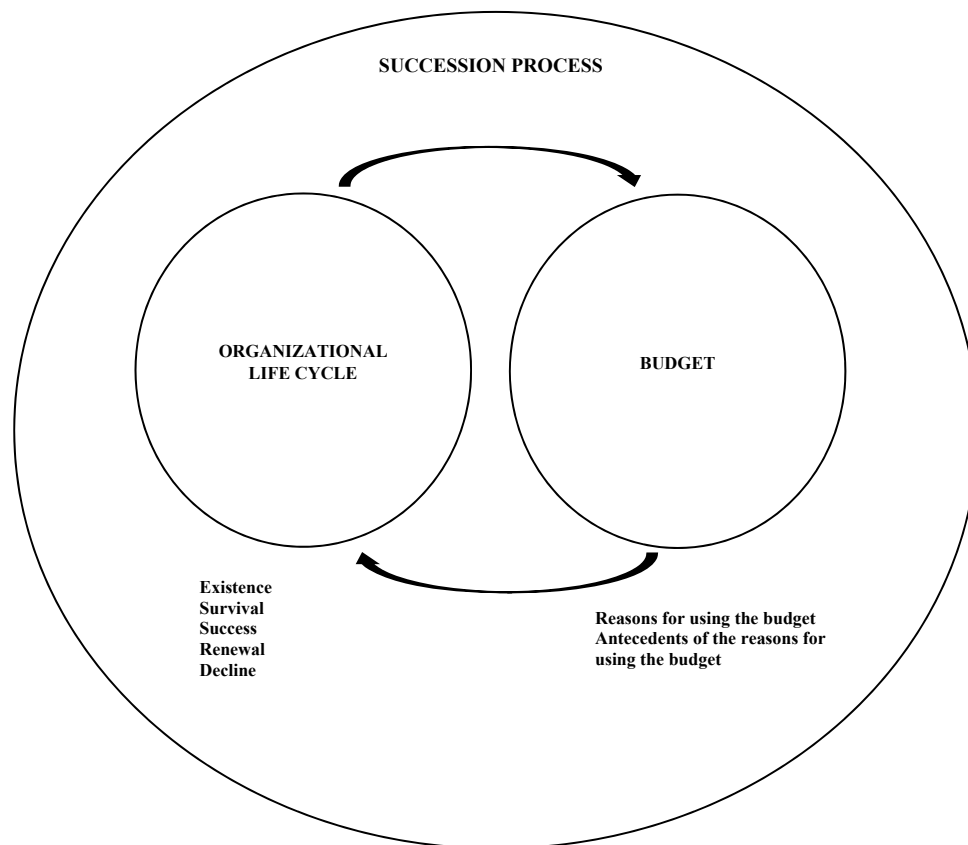 SUCCESSION PROCESS
ORGANIZATIONAL
LIFE CYCLE
BUDGET
Existence
Survival
Success
Renewal
Decline
Reasons for using the budget
Antecedents of the reasons for
using the budget